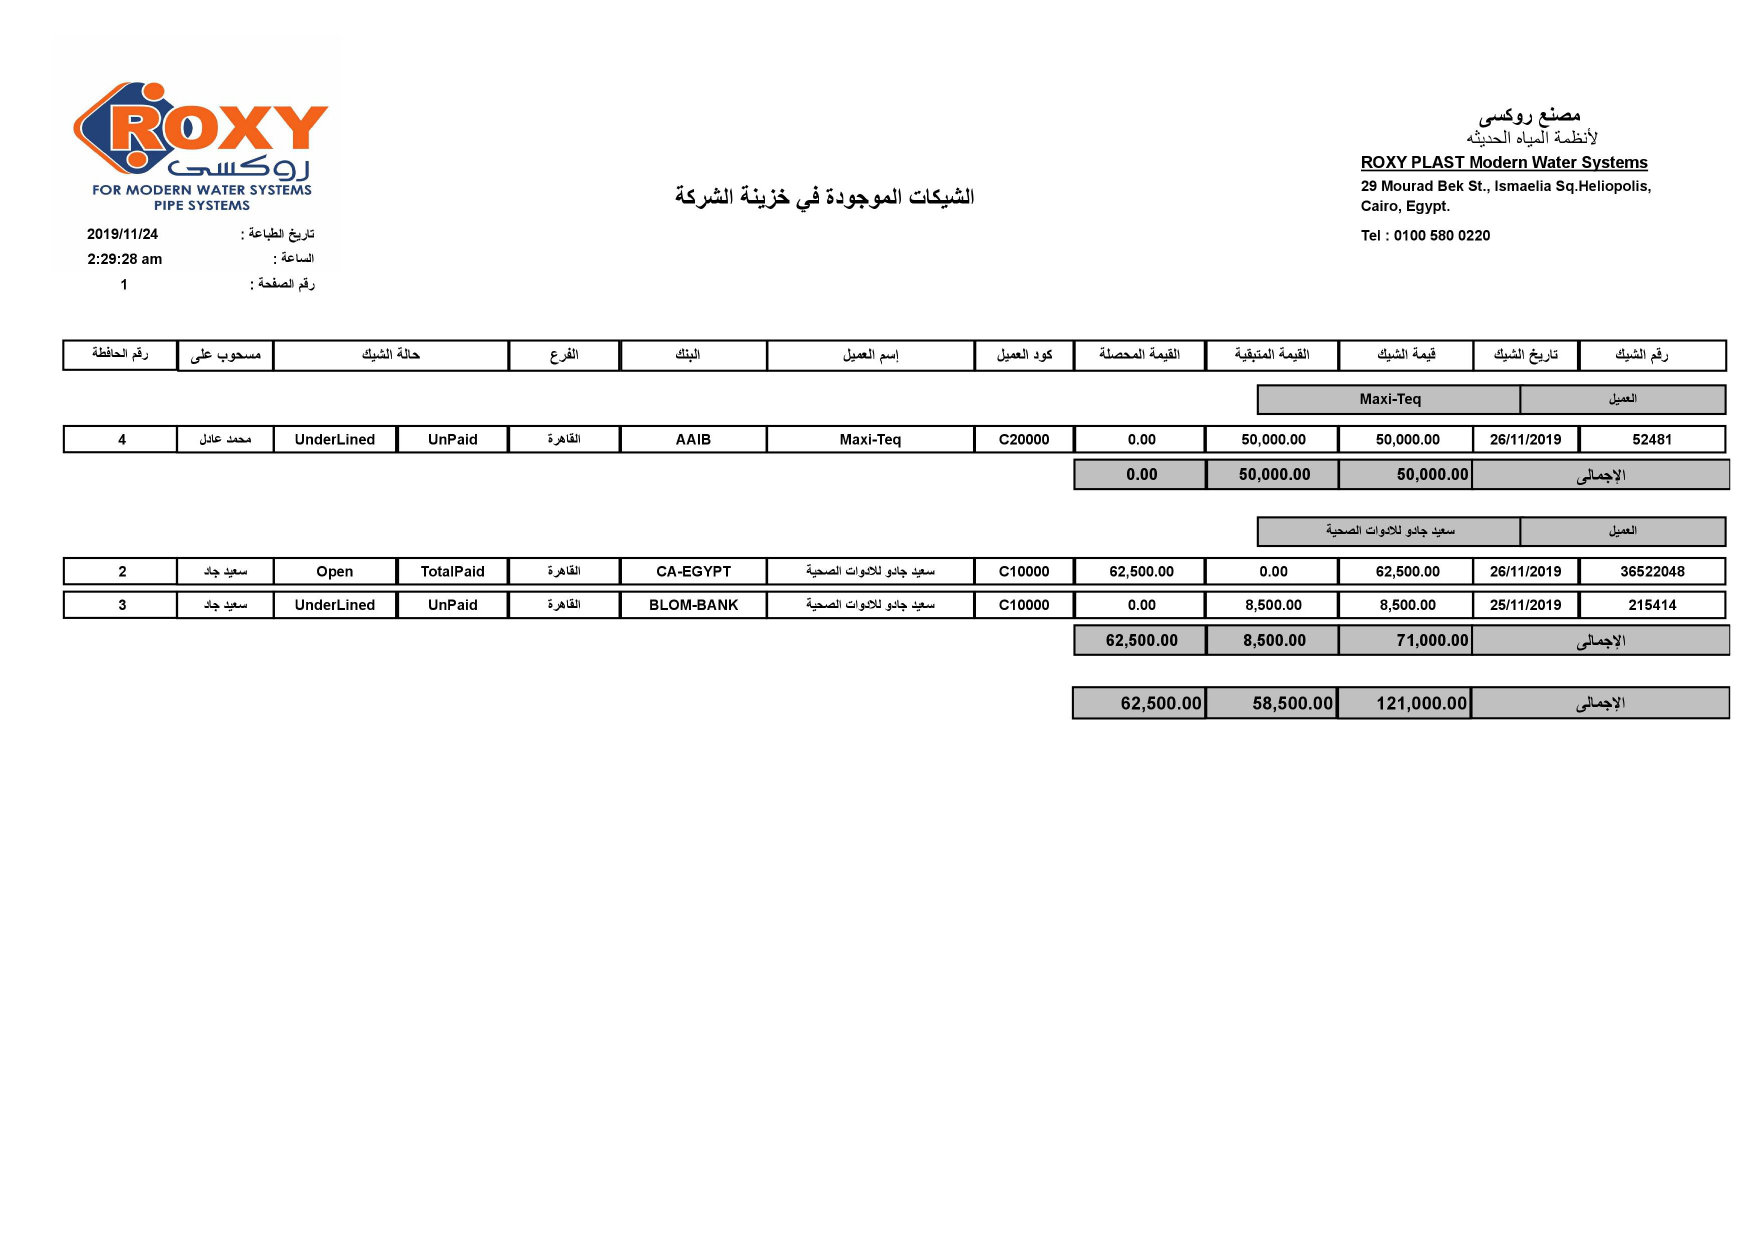 ROXY
روكسى
FOR MODERN WATER SYSTEMS
PIPE SYSTEMS
مصنع روكسى
لأنظمة المياه الحديثه
ROXY PLAST Modern Water Systems
29 Mourad Bek St., Ismaelia Sq.Heliopolis,
Cairo, Egypt.
Tel : 0100 580 0220
الشيكات الموجودة في خزينة الشركة
تاريخ الطباعة : 2019/11/24
الساعة : 2:29:28 am
رقم الصفحة : 1
رقم الشيك تاريخ الشيك قيمة الشيك القيمة المتبقية القيمة المحصلة كود العميل إسم العميل البنك الفرع حالة الشيك مسحوب على رقم الحافظة
العميل Maxi-Teq
52481 26/11/2019 50,000.00 50,000.00 0.00 C20000 Maxi-Teq AAIB القاهرة UnPaid UnderLined محمد عادل 4
الإجمالى 50,000.00 50,000.00 0.00
العميل سعيد جادو للادوات الصحية
36522048 26/11/2019 62,500.00 0.00 62,500.00 C10000 سعيد جادو للادوات الصحية CA-EGYPT القاهرة TotalPaid Open سعيد جاد 2
215414 25/11/2019 8,500.00 8,500.00 0.00 C10000 سعيد جادو للادوات الصحية BLOM-BANK القاهرة UnPaid UnderLined سعيد جاد 3
الإجمالى 71,000.00 8,500.00 62,500.00
الإجمالى 121,000.00 58,500.00 62,500.00